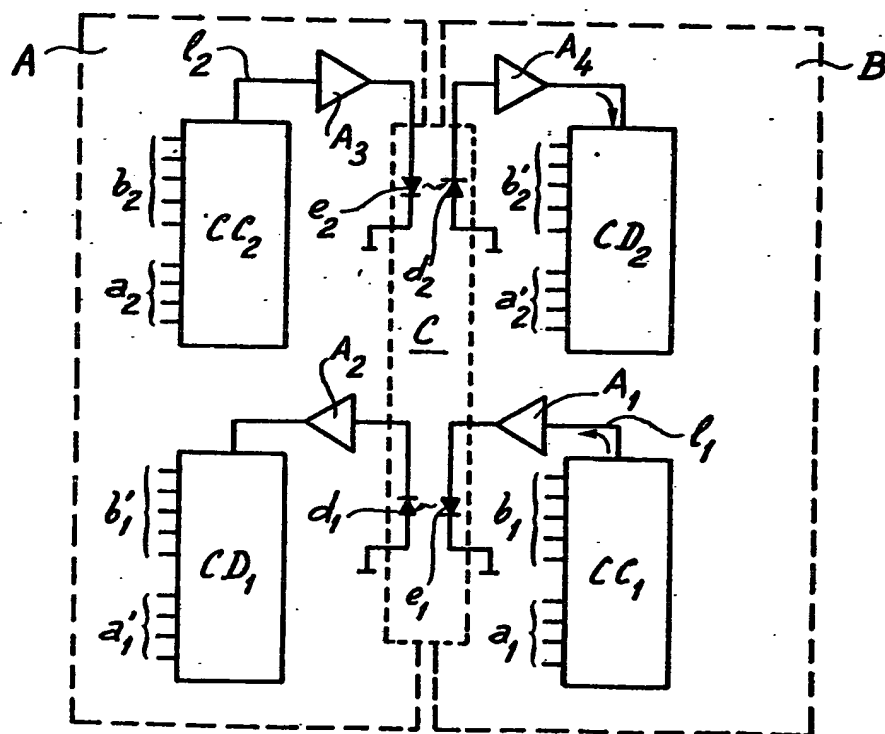 A l₂ A₃ A₄ B
b₂ CC₂ e₂ d₂ b'₂ CD₂
a₂ a'₂
C
A₂ A₁ l₁
b'₁ CD₁ d₁ e₁ b₁ CC₁
a'₁ a₁